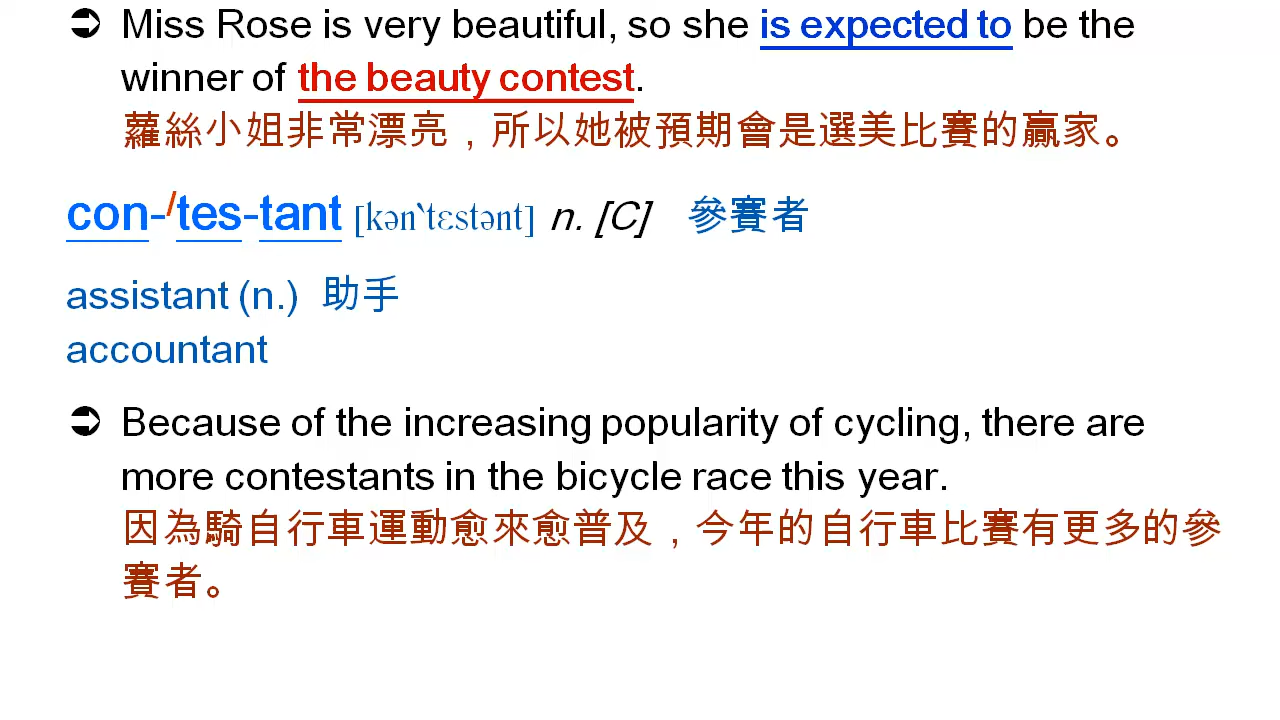 ➲ Miss Rose is very beautiful, so she is expected to be the
winner of the beauty contest.
蘿絲小姐非常漂亮，所以她被預期會是選美比賽的贏家。
con-/tes-tant [kənˋtɛstənt] n. [C] 參賽者
assistant (n.) 助手
accountant
➲ Because of the increasing popularity of cycling, there are
more contestants in the bicycle race this year.
因為騎自行車運動愈來愈普及，今年的自行車比賽有更多的參
賽者。